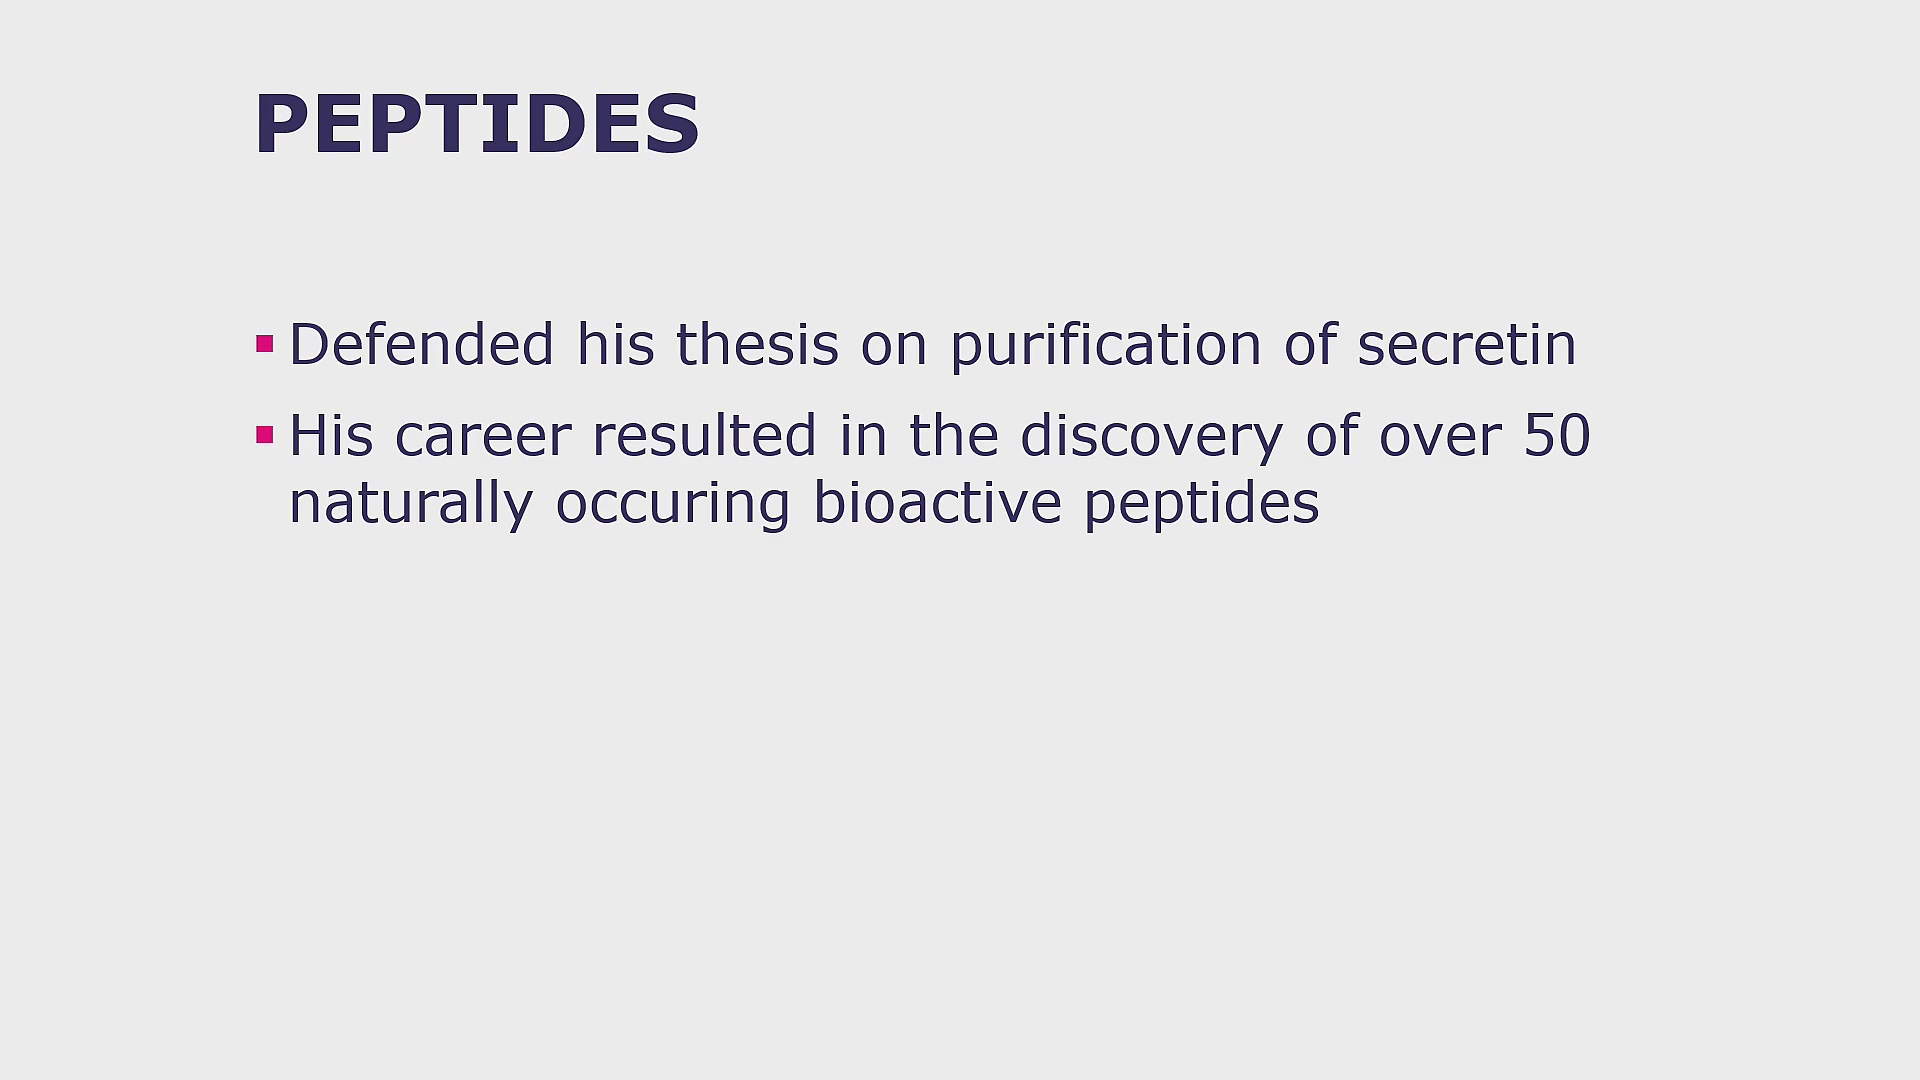 PEPTIDES
▪ Defended his thesis on purification of secretin
▪ His career resulted in the discovery of over 50
naturally occuring bioactive peptides